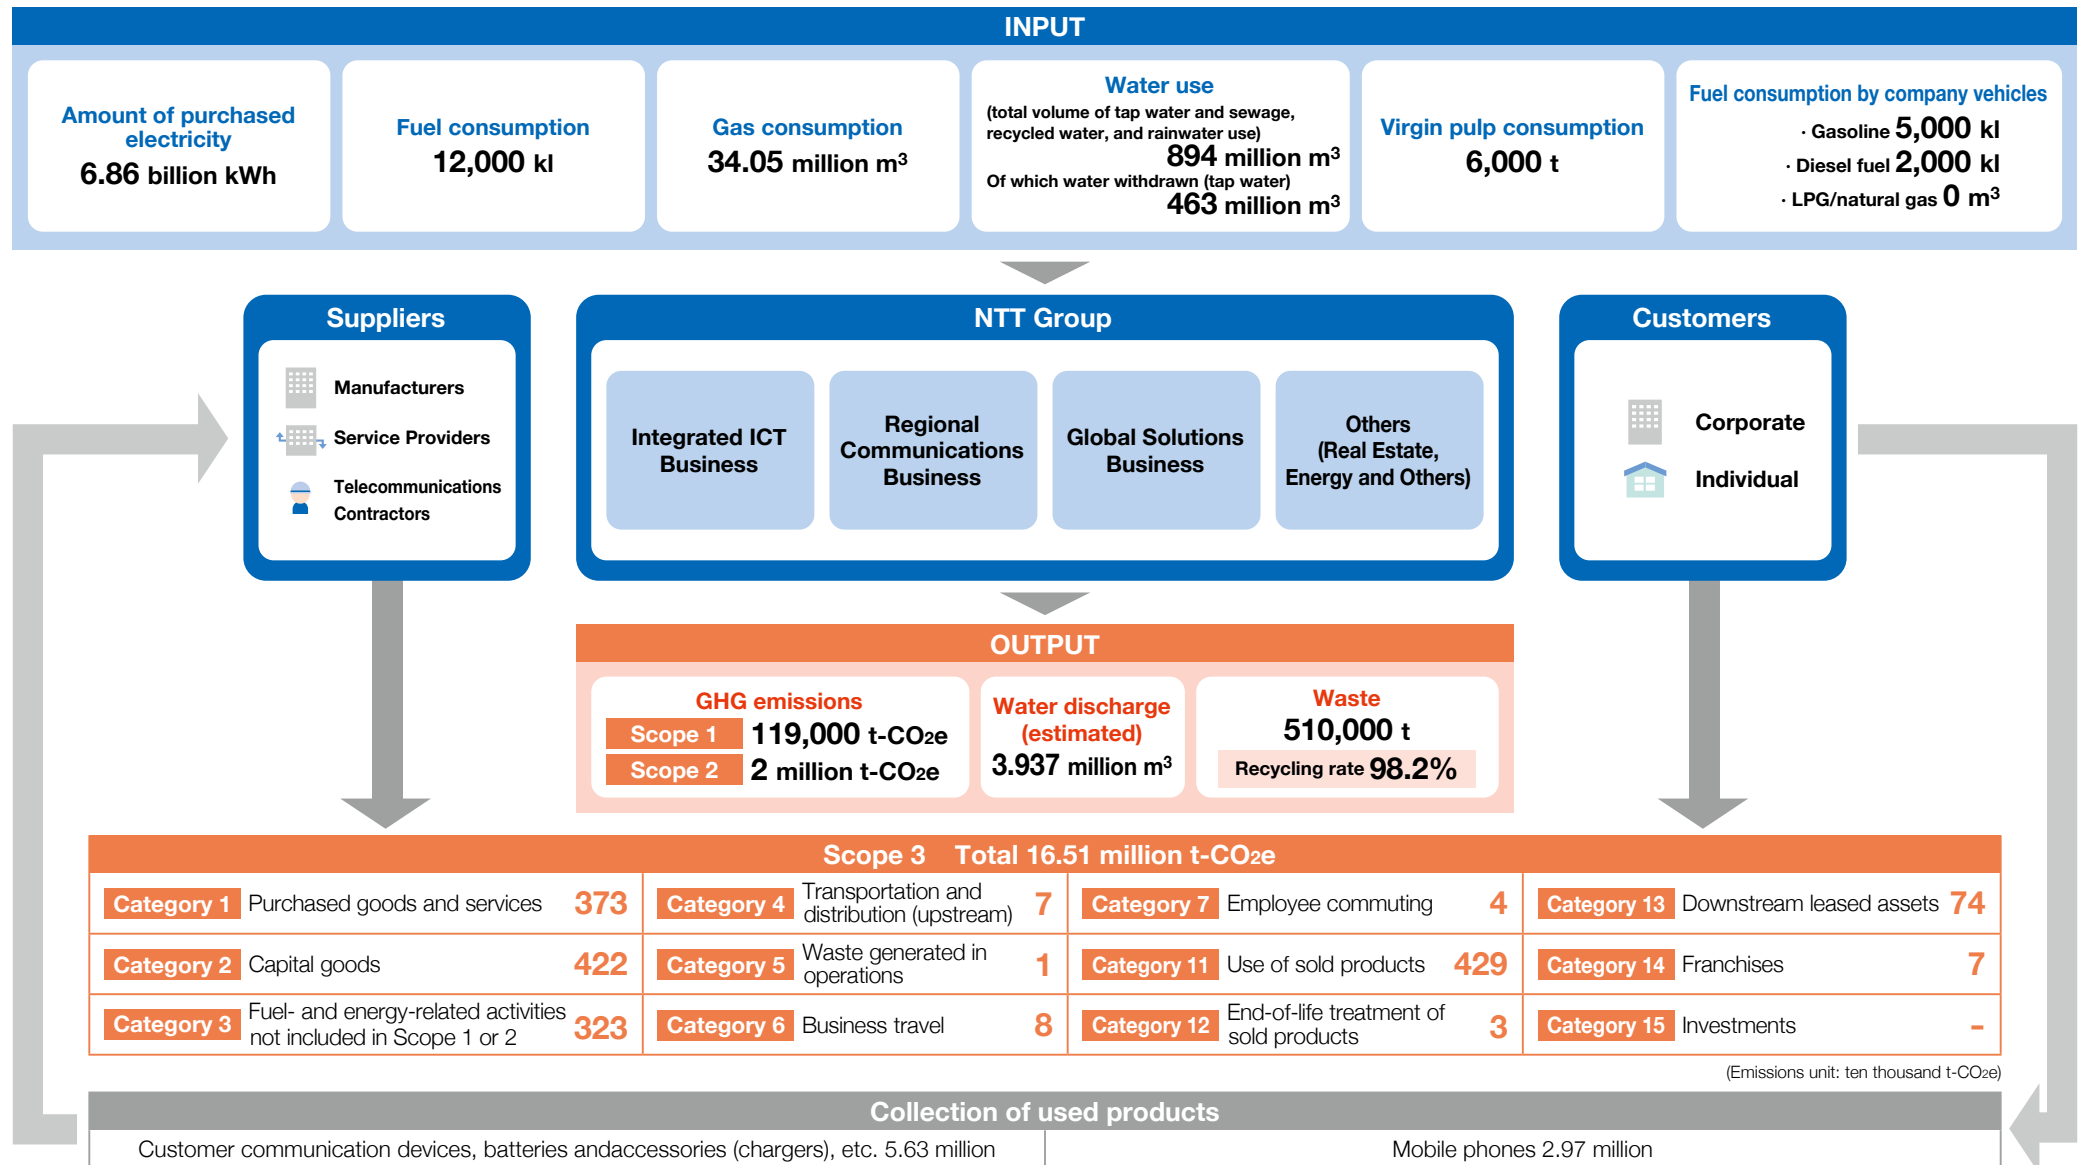 INPUT
Amount of purchased
electricity
6.86 billion kWh
Fuel consumption
12,000 kl
Gas consumption
34.05 million m³
Water use
(total volume of tap water and sewage,
recycled water, and rainwater use)
894 million m³
Of which water withdrawn (tap water)
463 million m³
Virgin pulp consumption
6,000 t
Fuel consumption by company vehicles
· Gasoline 5,000 kl
· Diesel fuel 2,000 kl
· LPG/natural gas 0 m³
Suppliers
Manufacturers
Service Providers
Telecommunications
Contractors
NTT Group
Integrated ICT
Business
Regional
Communications
Business
Global Solutions
Business
Others
(Real Estate,
Energy and Others)
Customers
Corporate
Individual
OUTPUT
GHG emissions
Scope 1 119,000 t-CO₂e
Scope 2 2 million t-CO₂e
Water discharge
(estimated)
3.937 million m³
Waste
510,000 t
Recycling rate 98.2%
Scope 3 Total 16.51 million t-CO₂e
Category 1 Purchased goods and services 373
Category 2 Capital goods 422
Category 3 Fuel- and energy-related activities
not included in Scope 1 or 2 323
Category 4 Transportation and
distribution (upstream) 7
Category 5 Waste generated in
operations 1
Category 6 Business travel 8
Category 7 Employee commuting 4
Category 11 Use of sold products 429
Category 12 End-of-life treatment of
sold products 3
Category 13 Downstream leased assets 74
Category 14 Franchises 7
Category 15 Investments -
(Emissions unit: ten thousand t-CO₂e)
Collection of used products
Customer communication devices, batteries andaccessories (chargers), etc. 5.63 million
Mobile phones 2.97 million